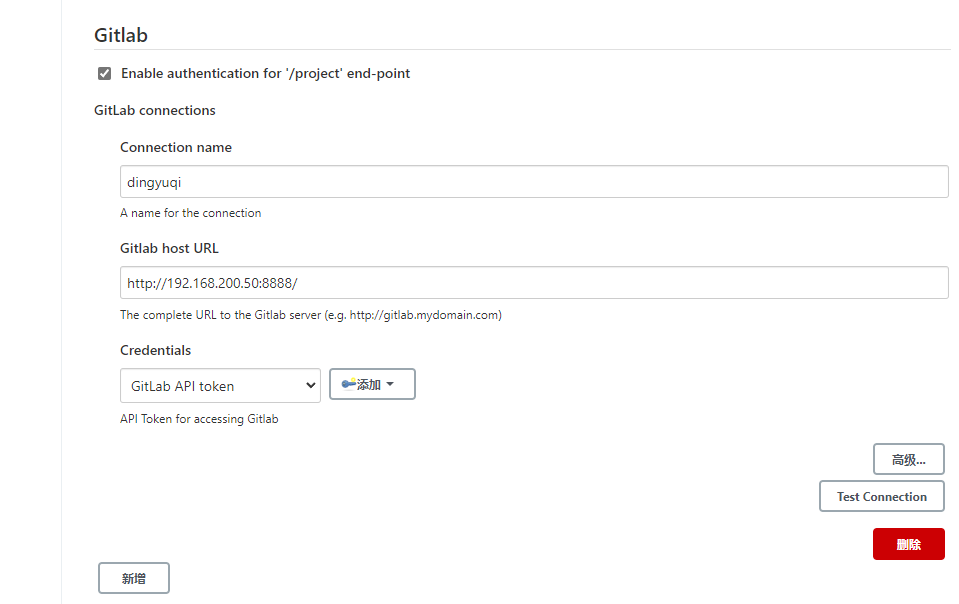 Gitlab
Enable authentication for '/project' end-point
GitLab connections
Connection name
dingyuqi
A name for the connection
Gitlab host URL
http://192.168.200.50:8888/
The complete URL to the Gitlab server (e.g. http://gitlab.mydomain.com)
Credentials
GitLab API token
添加
API Token for accessing Gitlab
高级...
Test Connection
删除
新增